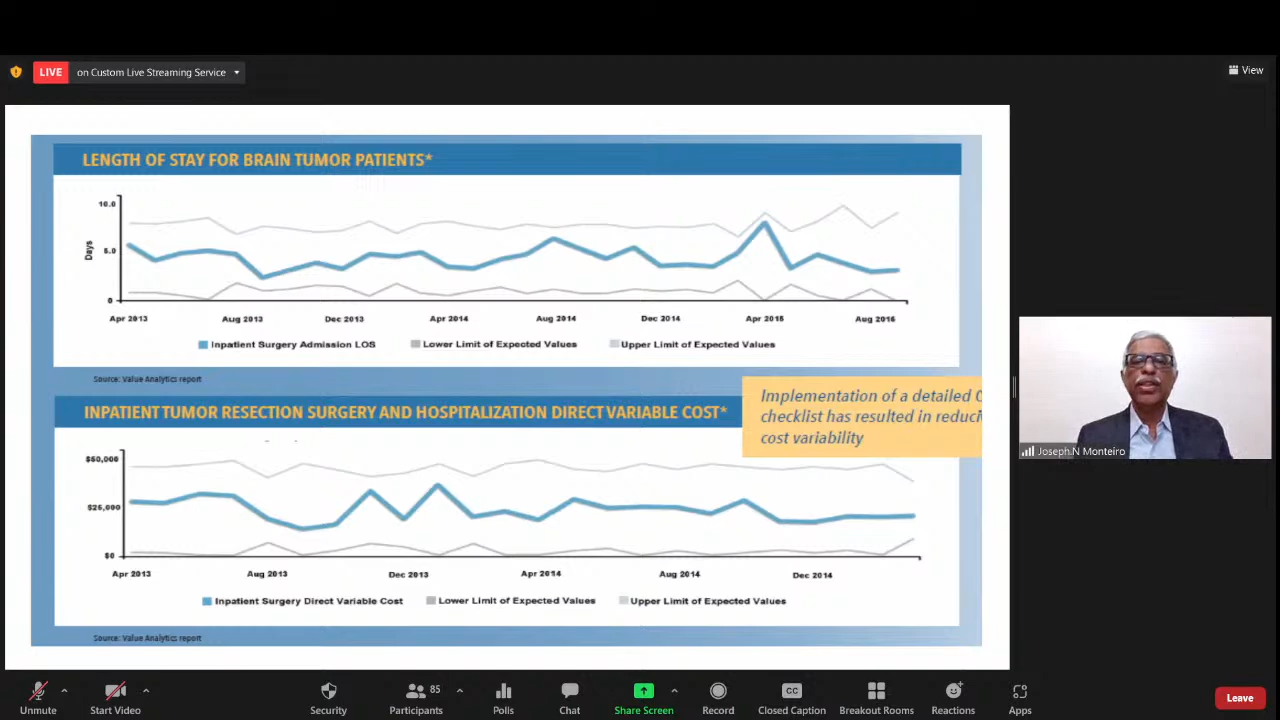 LIVE on Custom Live Streaming Service
View
LENGTH OF STAY FOR BRAIN TUMOR PATIENTS*
10.0
Days
5.0
0
Apr 2013 Aug 2013 Dec 2013 Apr 2014 Aug 2014 Dec 2014 Apr 2015 Aug 2015
Inpatient Surgery Admission LOS Lower Limit of Expected Values Upper Limit of Expected Values
Source: Value Analytics report
INPATIENT TUMOR RESECTION SURGERY AND HOSPITALIZATION DIRECT VARIABLE COST*
Implementation of a detailed
checklist has resulted in reduci
cost variability
$50,000
$25,000
$0
Apr 2013 Aug 2013 Dec 2013 Apr 2014 Aug 2014 Dec 2014
Inpatient Surgery Direct Variable Cost Lower Limit of Expected Values Upper Limit of Expected Values
Source: Value Analytics report
Joseph.N Monteiro
85
CC
Unmute Start Video Security Participants Polls Chat Share Screen Record Closed Caption Breakout Rooms Reactions Apps Leave